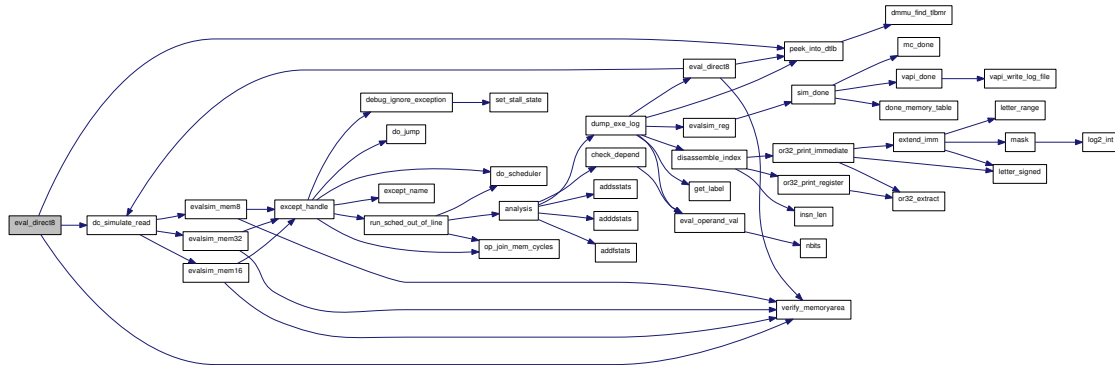 eval_direct8
dc_simulate_read
evalsim_mem8
evalsim_mem32
evalsim_mem16
except_handle
debug_ignore_exception
do_jump
except_name
run_sched_out_of_line
set_stall_state
do_scheduler
analysis
op_join_mem_cycles
dump_exe_log
check_depend
addsstats
adddstats
addfstats
eval_direct8
evalsim_reg
disassemble_index
get_label
eval_operand_val
peek_into_dtlb
sim_done
or32_print_immediate
or32_print_register
insn_len
nbits
verify_memoryarea
dmmu_find_tlbmr
mc_done
vapi_done
done_memory_table
extend_imm
or32_extract
vapi_write_log_file
letter_range
mask
letter_signed
log2_int